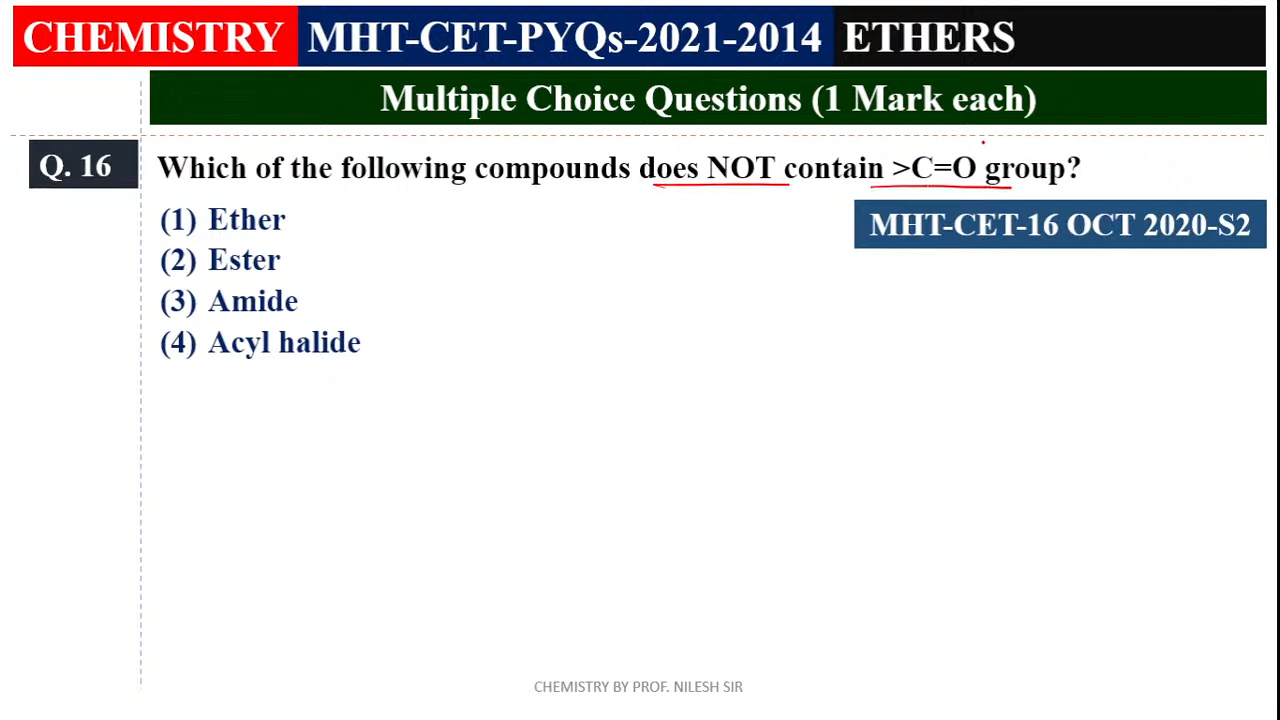 CHEMISTRY MHT-CET-PYQs-2021-2014 ETHERS
Multiple Choice Questions (1 Mark each)
Q. 16 Which of the following compounds does NOT contain >C=O group?
MHT-CET-16 OCT 2020-S2
(1) Ether
(2) Ester
(3) Amide
(4) Acyl halide
CHEMISTRY BY PROF. NILESH SIR